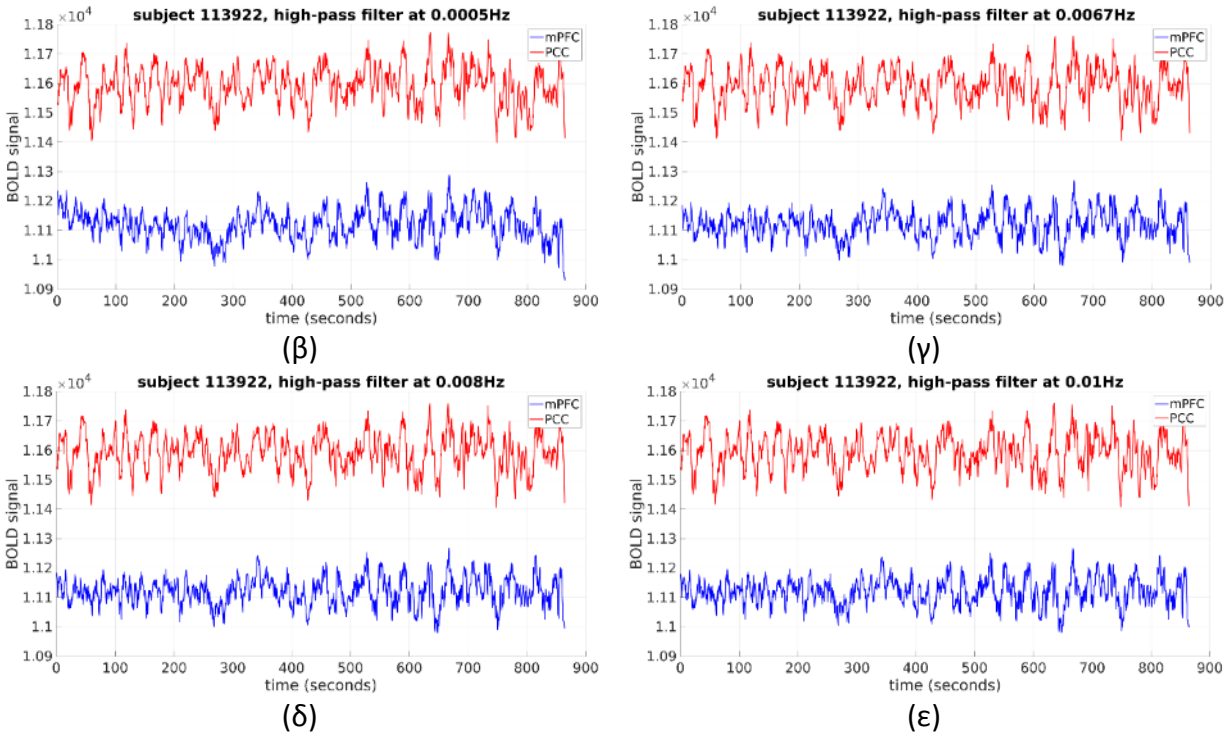 subject 113922, high-pass filter at 0.0005Hz
×10⁴
1.18
1.17
1.16
1.15
1.14
1.13
1.12
1.11
1.1
1.09
BOLD signal
mPFC
PCC
0 100 200 300 400 500 600 700 800 900
time (seconds)
(β)
subject 113922, high-pass filter at 0.0067Hz
×10⁴
1.18
1.17
1.16
1.15
1.14
1.13
1.12
1.11
1.1
1.09
BOLD signal
mPFC
PCC
0 100 200 300 400 500 600 700 800 900
time (seconds)
(γ)
subject 113922, high-pass filter at 0.008Hz
×10⁴
1.18
1.17
1.16
1.15
1.14
1.13
1.12
1.11
1.1
1.09
BOLD signal
mPFC
PCC
0 100 200 300 400 500 600 700 800 900
time (seconds)
(δ)
subject 113922, high-pass filter at 0.01Hz
×10⁴
1.18
1.17
1.16
1.15
1.14
1.13
1.12
1.11
1.1
1.09
BOLD signal
mPFC
PCC
0 100 200 300 400 500 600 700 800 900
time (seconds)
(ε)